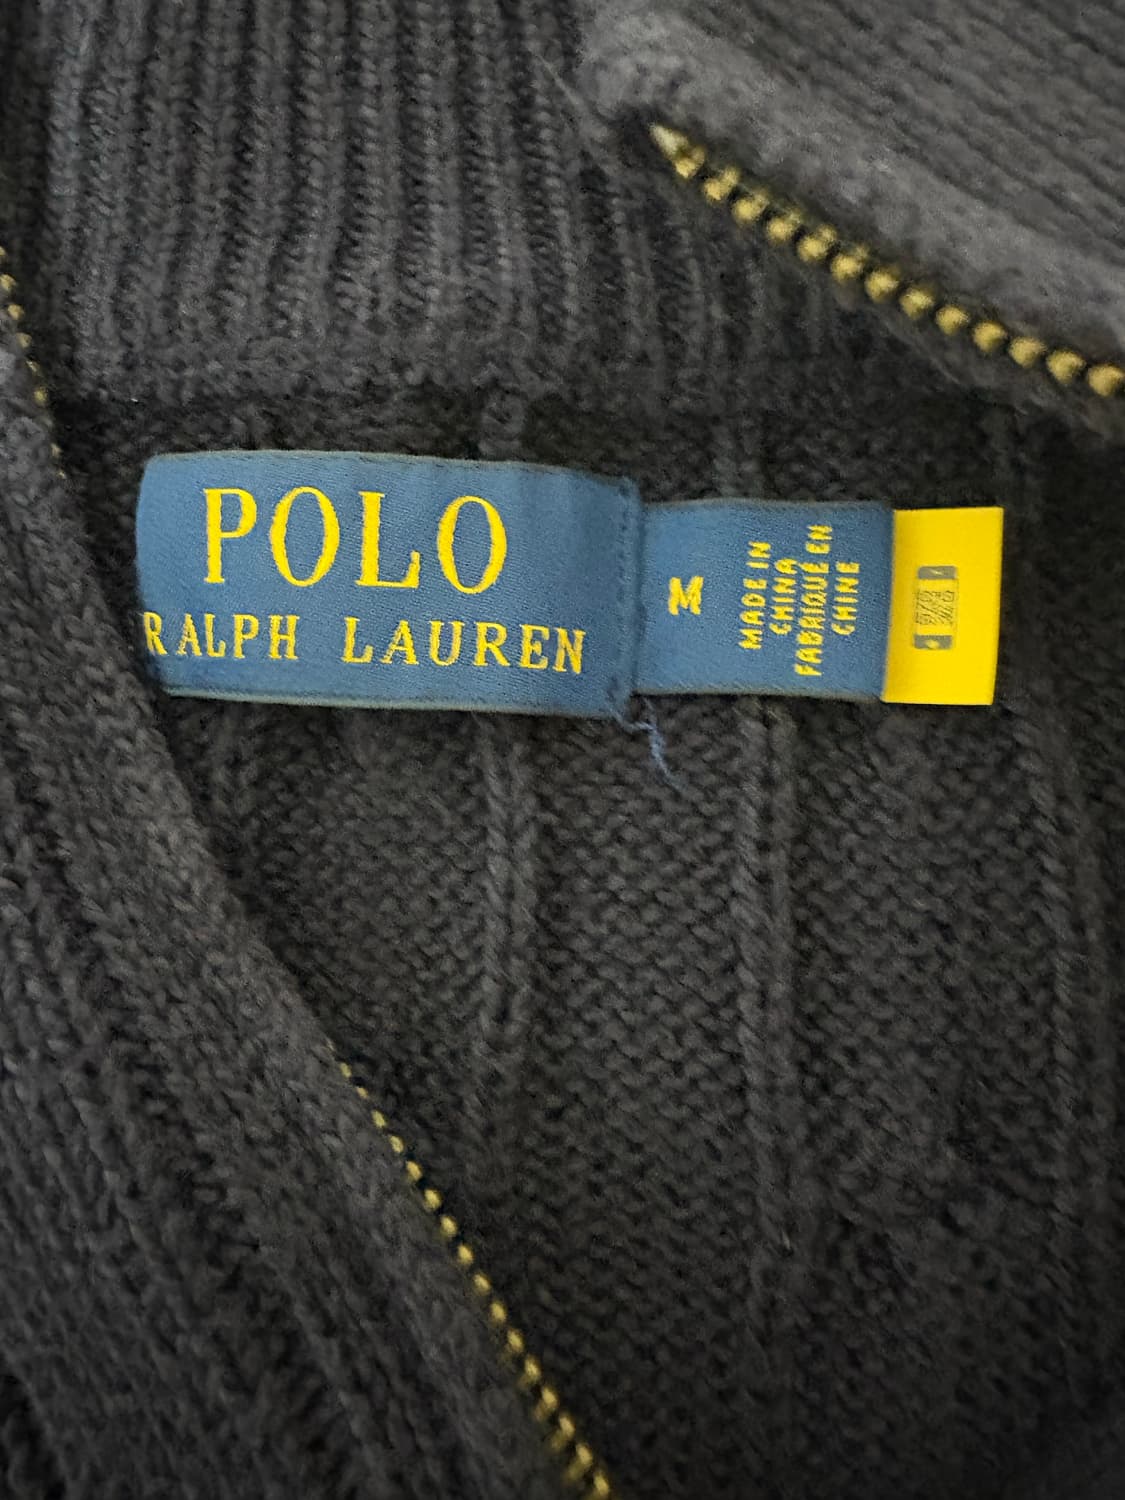 POLO
RALPH LAUREN
M
MADE IN
CHINA
FABRIQUÉ EN
CHINE